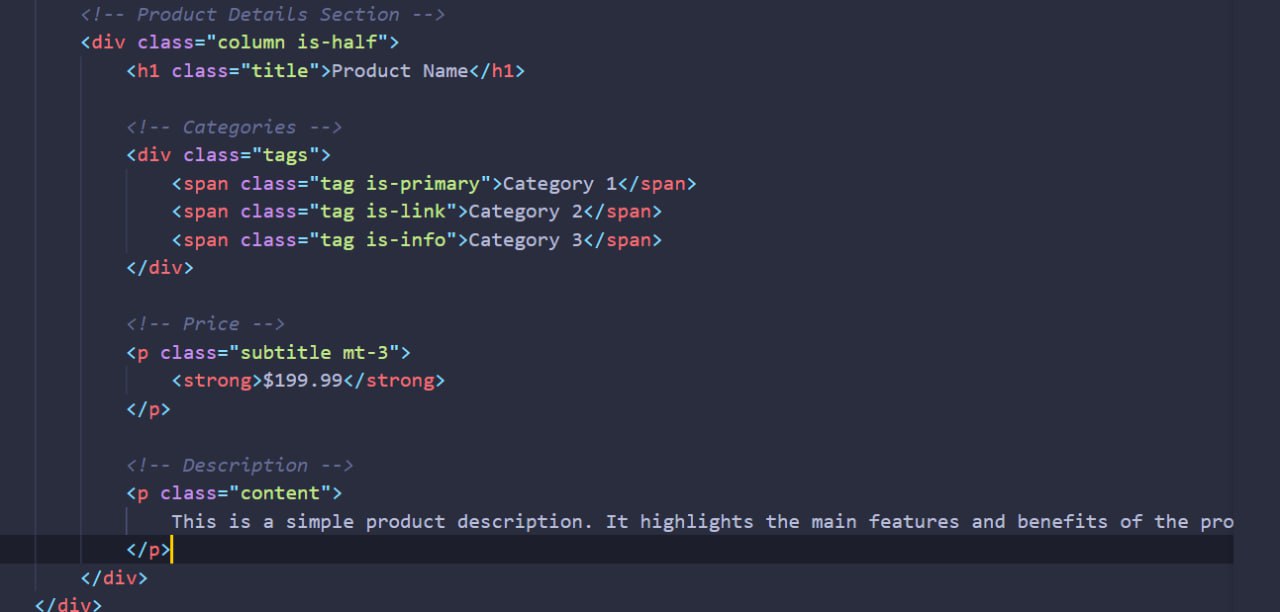 <!-- Product Details Section -->
<div class="column is-half">
<h1 class="title">Product Name</h1>
<!-- Categories -->
<div class="tags">
<span class="tag is-primary">Category 1</span>
<span class="tag is-link">Category 2</span>
<span class="tag is-info">Category 3</span>
</div>
<!-- Price -->
<p class="subtitle mt-3">
<strong>$199.99</strong>
</p>
<!-- Description -->
<p class="content">
This is a simple product description. It highlights the main features and benefits of the pro
</p>
</div>
</div>